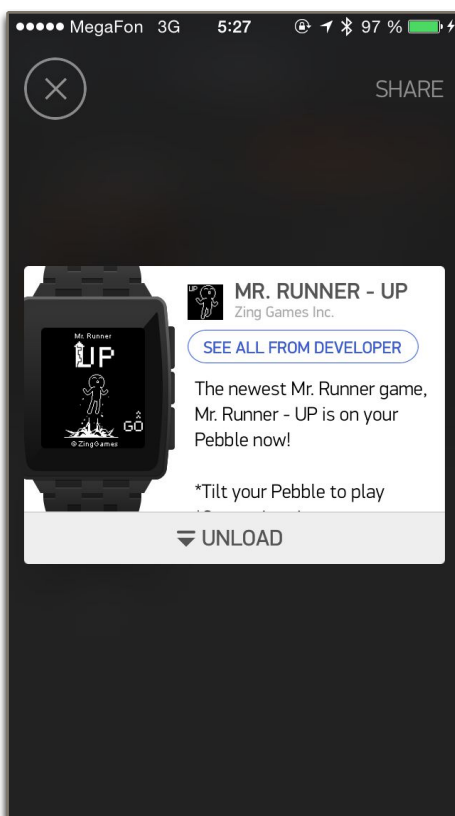 MegaFon 3G 5:27 97 %
SHARE
MR. RUNNER - UP
Zing Games Inc.
SEE ALL FROM DEVELOPER
Mr. Runner
UP
GO
©ZingGames
UP
The newest Mr. Runner game,
Mr. Runner - UP is on your
Pebble now!
*Tilt your Pebble to play
UNLOAD